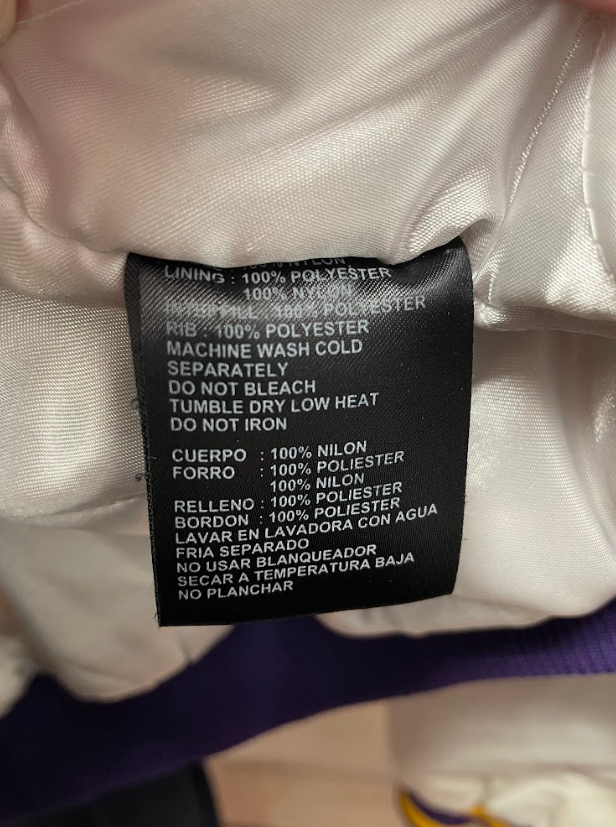 100% NYLON
LINING : 100% POLYESTER
100% NYLON
INTERFILL : 100% POLYESTER
RIB : 100% POLYESTER
MACHINE WASH COLD
SEPARATELY
DO NOT BLEACH
TUMBLE DRY LOW HEAT
DO NOT IRON
CUERPO : 100% NILON
FORRO : 100% POLIESTER
100% NILON
RELLENO : 100% POLIESTER
BORDON : 100% POLIESTER
LAVAR EN LAVADORA CON AGUA
FRIA SEPARADO
NO USAR BLANQUEADOR
SECAR A TEMPERATURA BAJA
NO PLANCHAR